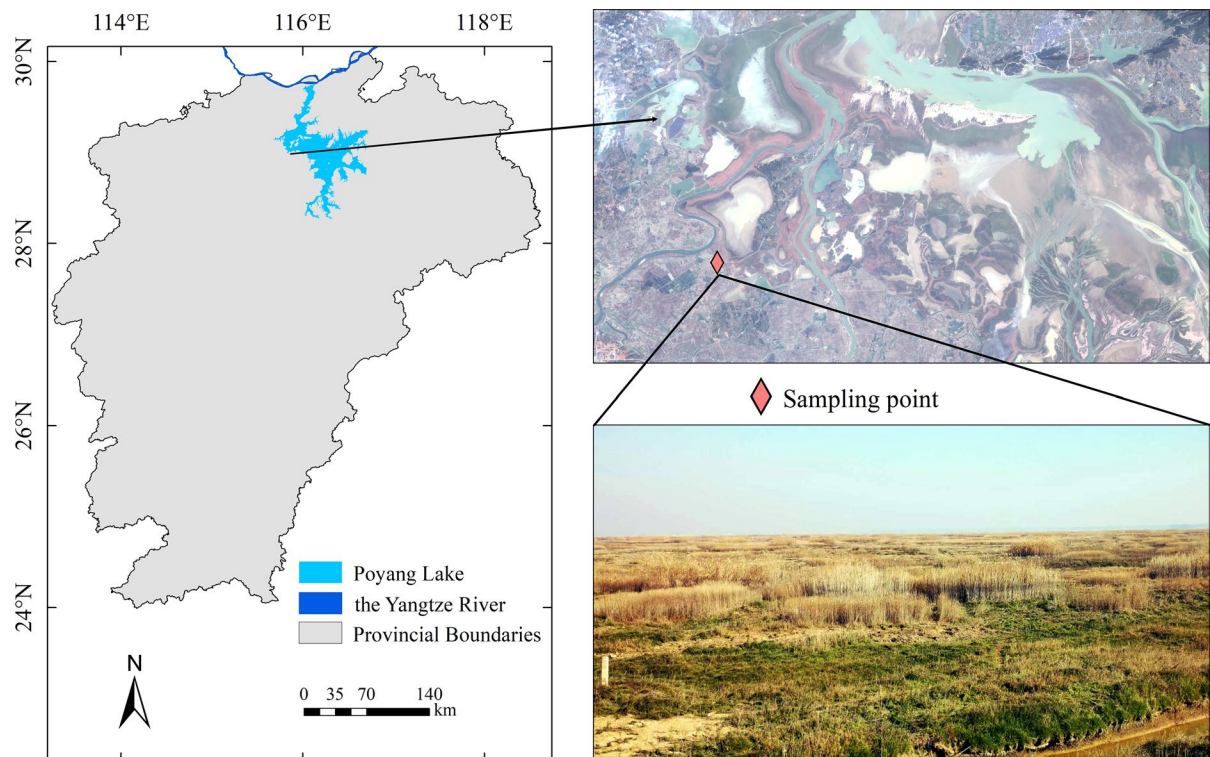 114°E 116°E 118°E
30°N
28°N
26°N
24°N
Sampling point
Poyang Lake
the Yangtze River
Provincial Boundaries
N
0 35 70 140
km